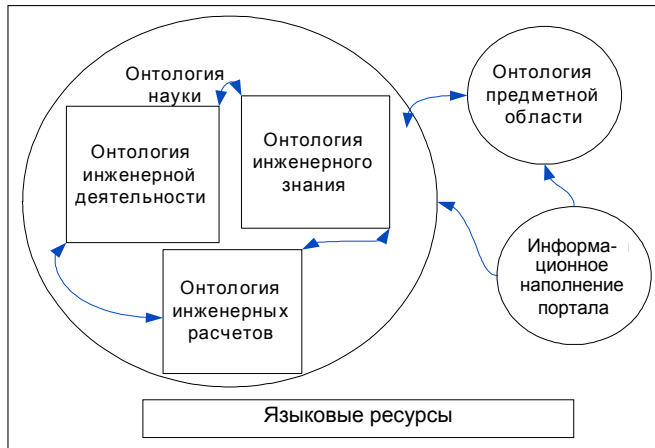 Онтология
науки
Онтология
инженерной
деятельности
Онтология
инженерного
знания
Онтология
инженерных
расчетов
Онтология
предметной
области
Информа-
ционное
наполнение
портала
Языковые ресурсы